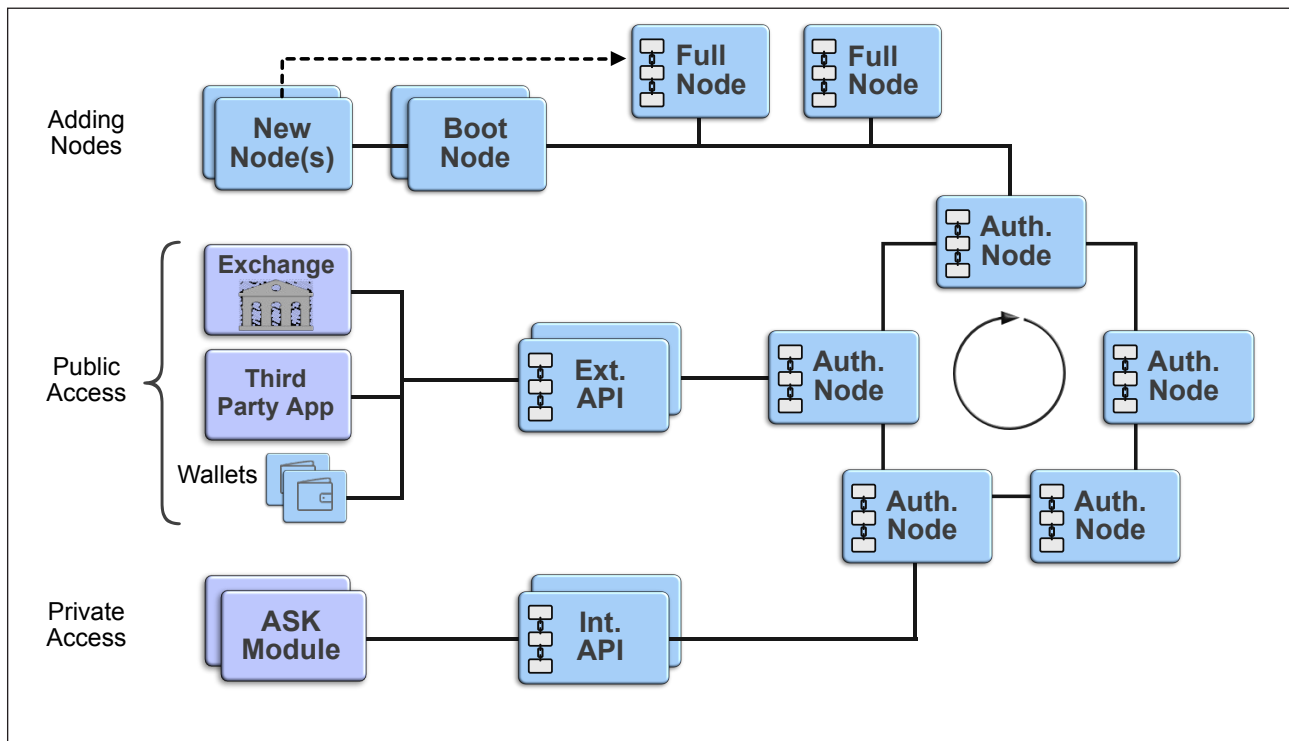 Adding
Nodes
New
Node(s)
Boot
Node
Full
Node
Full
Node
Auth.
Node
Public
Access
Exchange
Third
Party App
Wallets
Ext.
API
Auth.
Node
Auth.
Node
Auth.
Node
Auth.
Node
Private
Access
ASK
Module
Int.
API